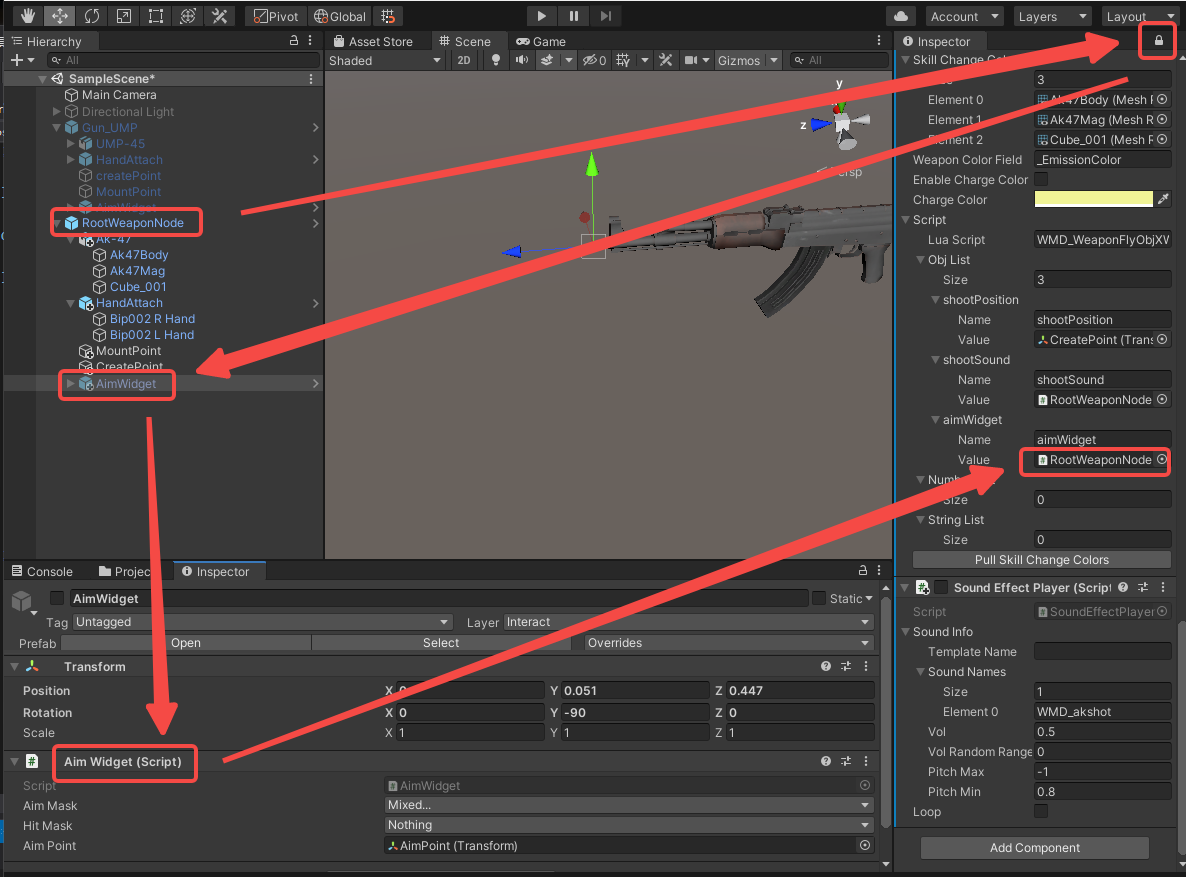 Pivot Global Account Layers Layout
Hierarchy
All
SampleScene*
Main Camera
Directional Light
Gun_UMP
UMP-45
HandAttach
createPoint
MountPoint
AimWidget
RootWeaponNode
Ak-47
Ak47Body
Ak47Mag
Cube_001
HandAttach
Bip002 R Hand
Bip002 L Hand
MountPoint
CreatePoint
AimWidget
Asset Store Scene Game
Shaded 2D 0 Gizmos All
y
z
Persp
Inspector
Skill Change Col
3
Element 0 Ak47Body (Mesh R
Element 1 Ak47Mag (Mesh R
Element 2 Cube_001 (Mesh R
Weapon Color Field _EmissionColor
Enable Charge Color
Charge Color
Script
Lua Script WMD_WeaponFlyObjXW
Obj List
Size 3
shootPosition
Name shootPosition
Value CreatePoint (Trans
shootSound
Name shootSound
Value RootWeaponNode
aimWidget
Name aimWidget
Value RootWeaponNode
Numb
Size 0
String List
Size 0
Pull Skill Change Colors
Sound Effect Player (Script
Script SoundEffectPlayer
Sound Info
Template Name
Sound Names
Size 1
Element 0 WMD_akshot
Vol 0.5
Vol Random Range 0
Pitch Max -1
Pitch Min 0.8
Loop
Add Component
Console Project Inspector
AimWidget Static
Tag Untagged Layer Interact
Prefab Open Select Overrides
Transform
Position X 0 Y 0.051 Z 0.447
Rotation X 0 Y -90 Z 0
Scale X 1 Y 1 Z 1
Aim Widget (Script)
Script AimWidget
Aim Mask Mixed...
Hit Mask Nothing
Aim Point AimPoint (Transform)